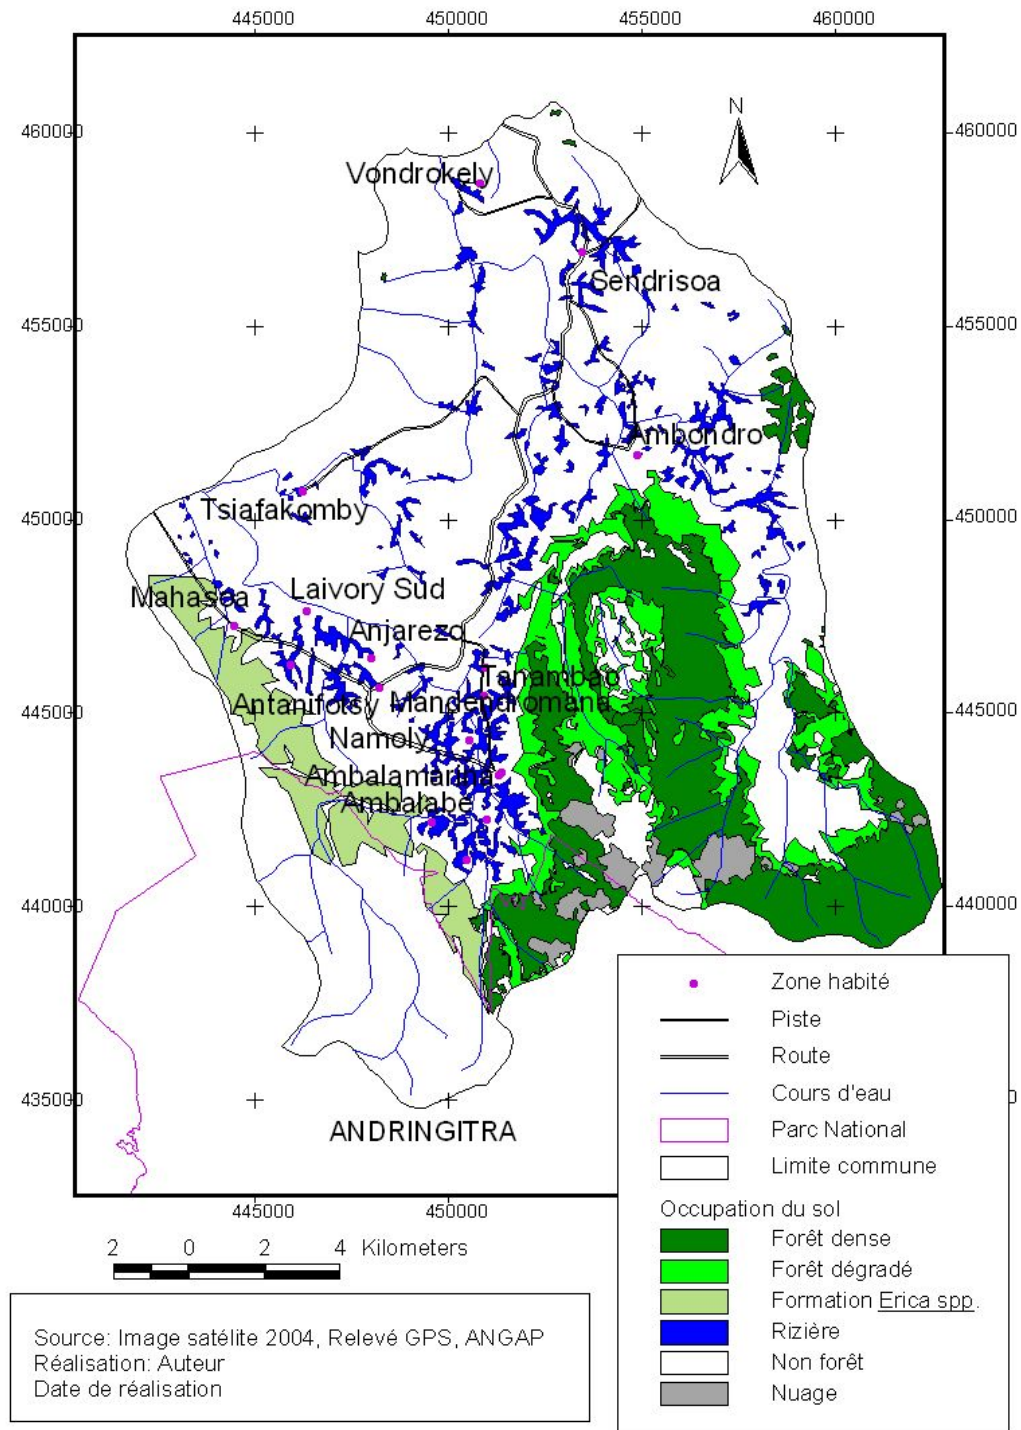 445000 450000 455000 460000
460000 460000
N
Vondrokely
Sendrisoa
455000 455000
Ambondro
Tsiafakomby
450000 450000
Laivory Sud
Mahasoa
Anjarezo
Tanambao
Antanifotsy Mandendromana
445000 445000
Namoly
Ambalamanha
Ambalabe
440000 440000
435000
ANDRINGITRA
445000 450000
2 0 2 4 Kilometers
Zone habité
Piste
Route
Cours d'eau
Parc National
Limite commune
Occupation du sol
Forêt dense
Forêt dégradé
Formation Erica spp.
Rizière
Non forêt
Nuage
Source: Image satélite 2004, Relevé GPS, ANGAP
Réalisation: Auteur
Date de réalisation